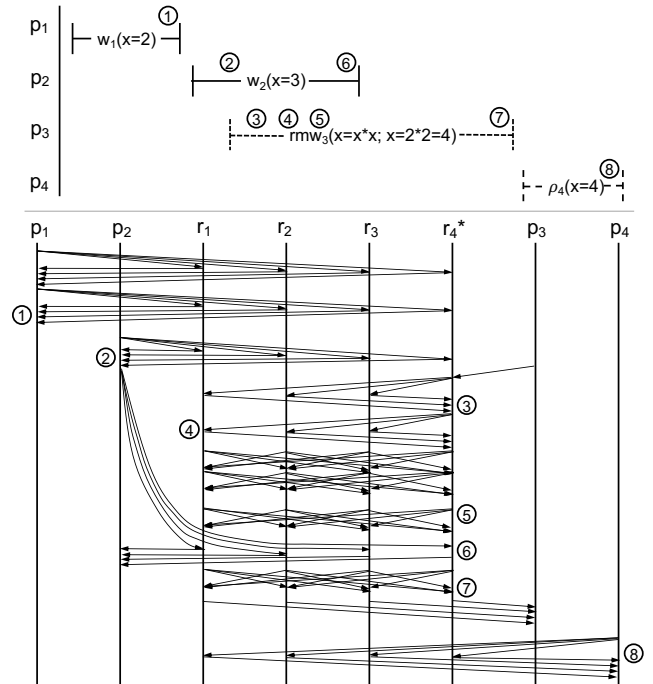 p1 ①
w1(x=2)
p2 ② w2(x=3) ⑥
p3 ③ ④ ⑤ ⑦
rmw3(x=x*x; x=2*2=4)
p4 ⑧
ρ4(x=4)
p1 p2 r1 r2 r3 r4* p3 p4
①
②
③
④
⑤
⑥
⑦
⑧